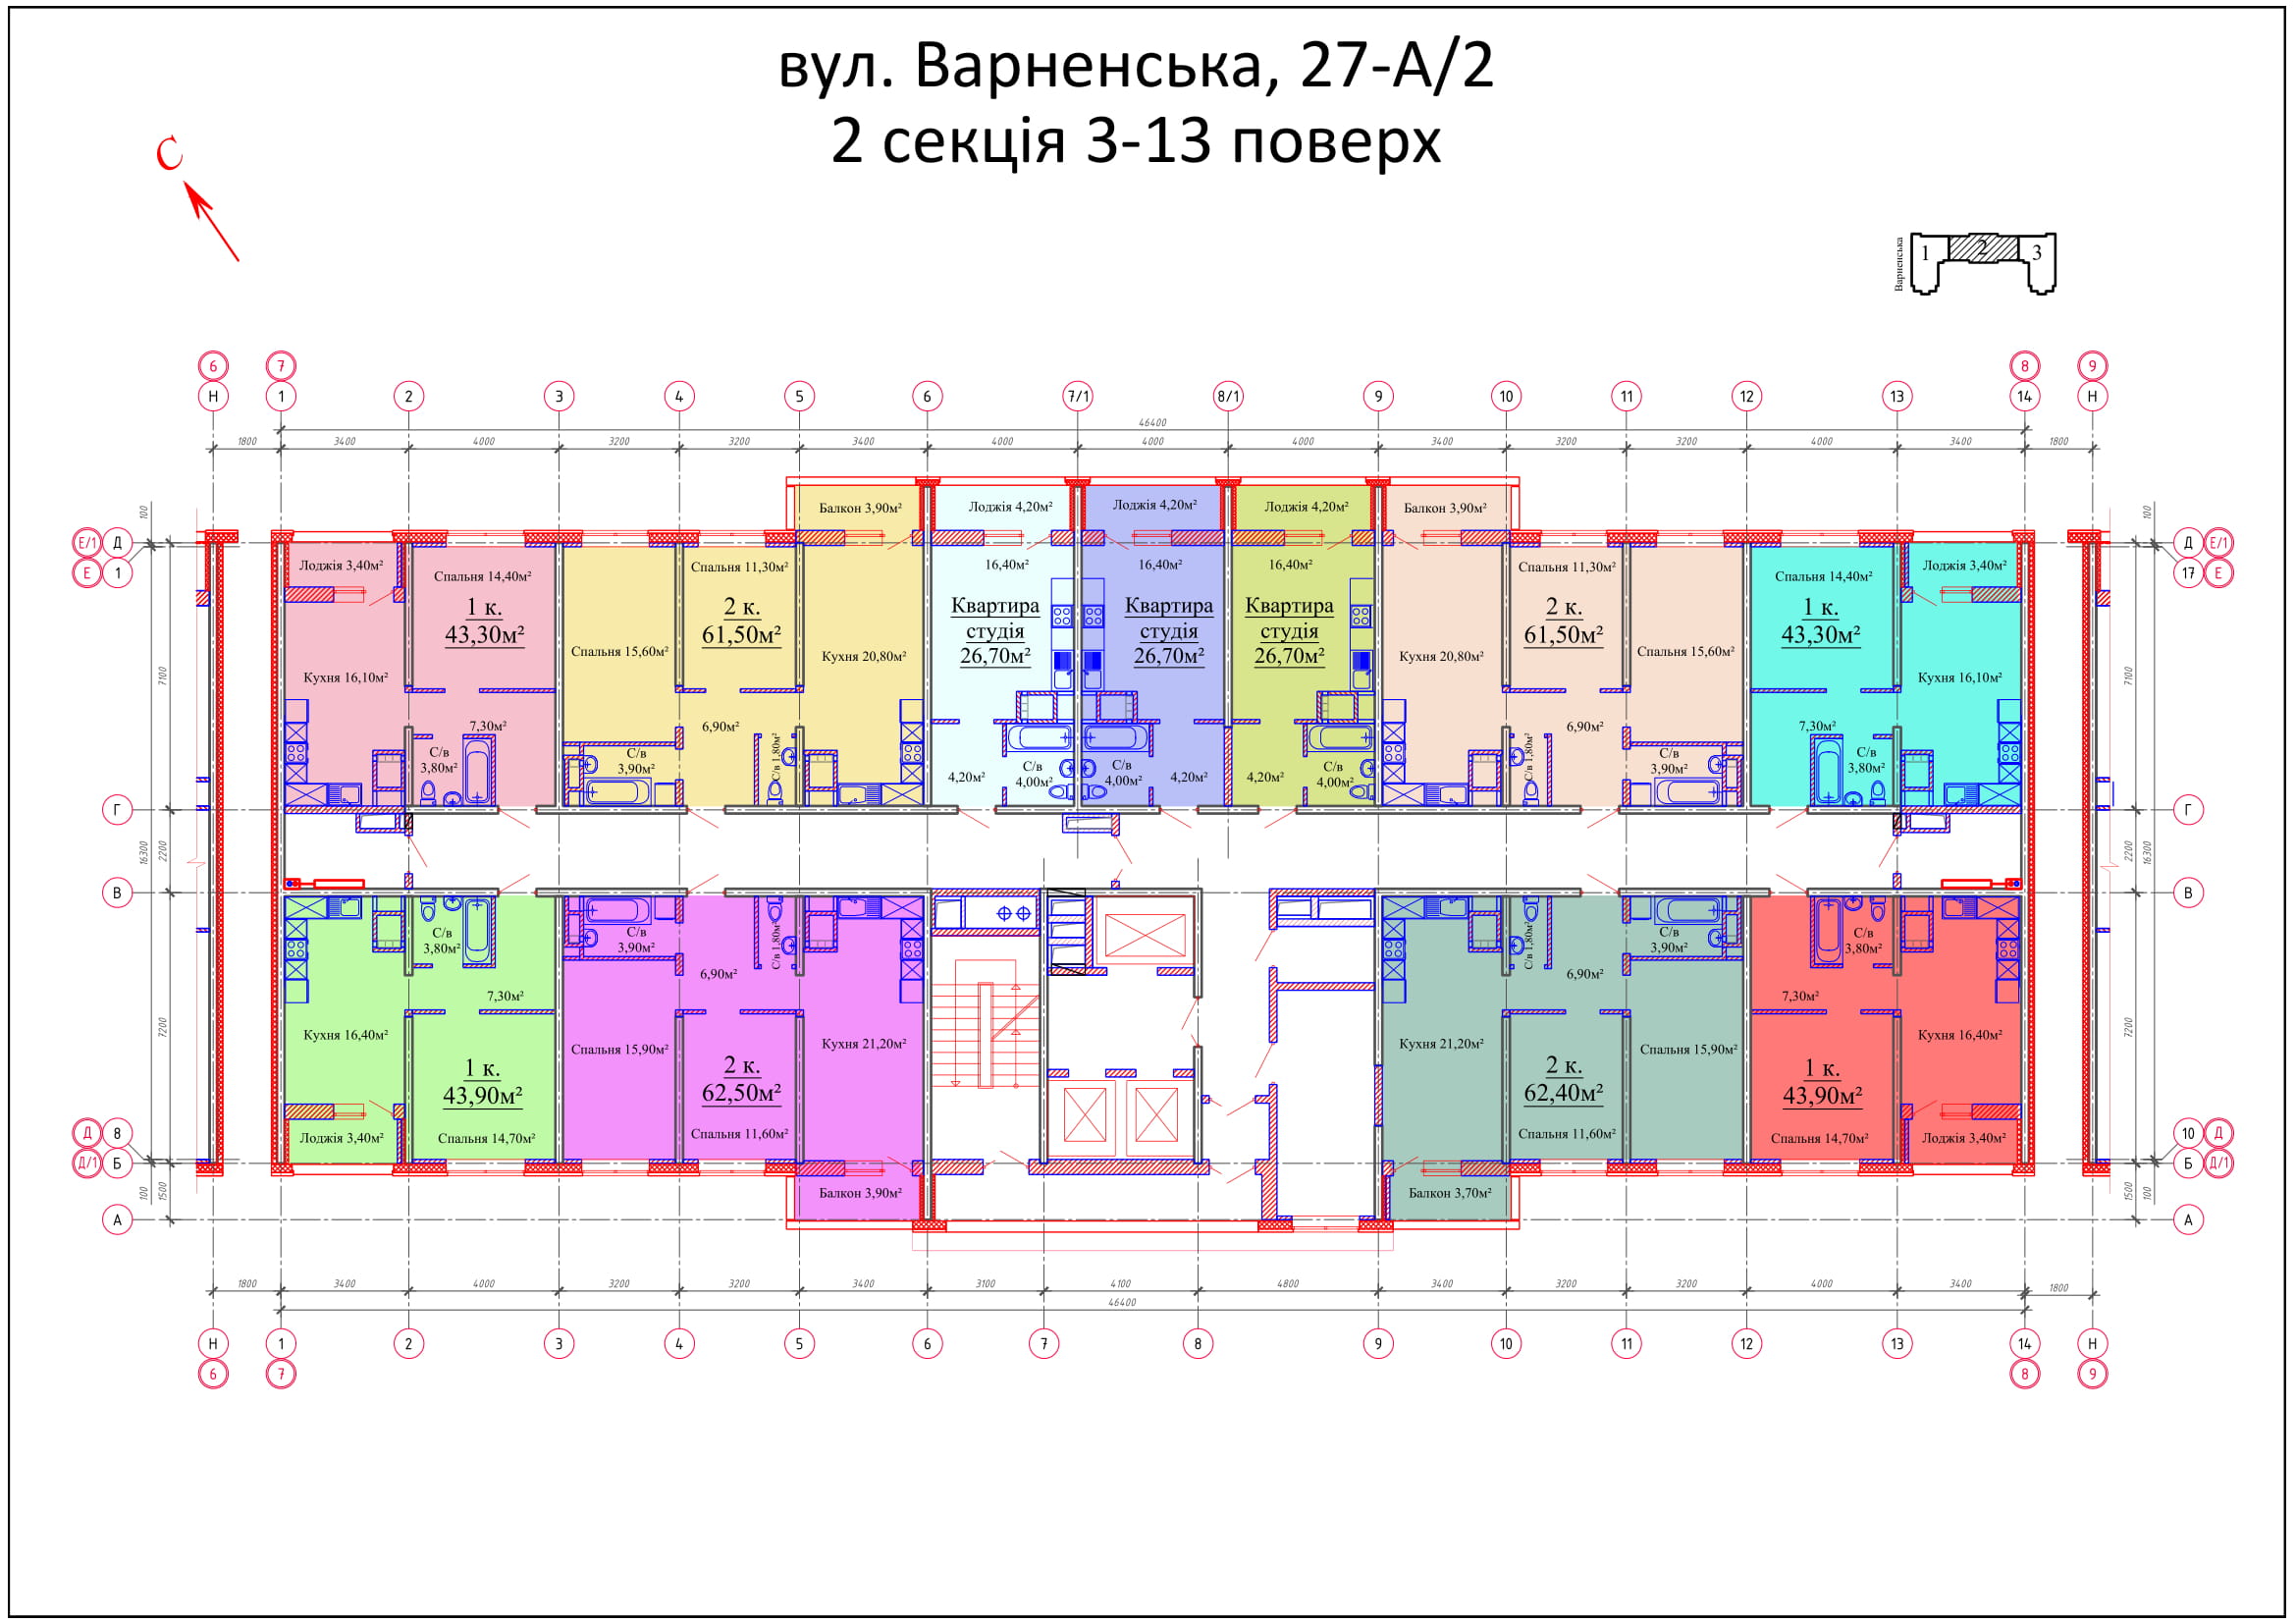 вул. Варненська, 27-А/2
2 секція 3-13 поверх
С
Варненська
1
2
3
6
7
8
9
Н
1
2
3
4
5
6
7/1
8/1
9
10
11
12
13
14
Н
46400
1800
3400
4000
3200
3200
3400
4000
4000
4000
3400
3200
3200
4000
3400
1800
Балкон 3,90м²
Лоджія 4,20м²
Лоджія 4,20м²
Лоджія 4,20м²
Балкон 3,90м²
100
100
Е/1
Д
Д
Е/1
Е
1
17
Е
Лоджія 3,40м²
Спальня 14,40м²
1 к.
43,30м²
Кухня 16,10м²
7,30м²
С/в
3,80м²
Спальня 15,60м²
Спальня 11,30м²
2 к.
61,50м²
Кухня 20,80м²
6,90м²
С/в
3,90м²
С/в 1,80м²
16,40м²
Квартира
студія
26,70м²
4,20м²
С/в
4,00м²
16,40м²
Квартира
студія
26,70м²
С/в
4,00м²
4,20м²
16,40м²
Квартира
студія
26,70м²
4,20м²
С/в
4,00м²
Кухня 20,80м²
Спальня 11,30м²
2 к.
61,50м²
Спальня 15,60м²
6,90м²
С/в 1,80м²
С/в
3,90м²
Спальня 14,40м²
1 к.
43,30м²
Лоджія 3,40м²
Кухня 16,10м²
7,30м²
С/в
3,80м²
7100
7100
Г
Г
16300
2200
2200
16300
В
В
С/в
3,80м²
7,30м²
Кухня 16,40м²
1 к.
43,90м²
Лоджія 3,40м²
Спальня 14,70м²
С/в
3,90м²
С/в 1,80м²
6,90м²
Спальня 15,90м²
Кухня 21,20м²
2 к.
62,50м²
Спальня 11,60м²
Балкон 3,90м²
С/в 1,80м²
С/в
3,90м²
6,90м²
Кухня 21,20м²
Спальня 15,90м²
2 к.
62,40м²
Спальня 11,60м²
Балкон 3,70м²
С/в
3,80м²
7,30м²
Кухня 16,40м²
1 к.
43,90м²
Спальня 14,70м²
Лоджія 3,40м²
7200
7200
Д
8
10
Д
Д/1
Б
Б
Д/1
100
1500
1500
100
А
А
1800
3400
4000
3200
3200
3400
3100
4100
4800
3400
3200
3200
4000
3400
1800
46400
Н
1
2
3
4
5
6
7
8
9
10
11
12
13
14
Н
6
7
8
9